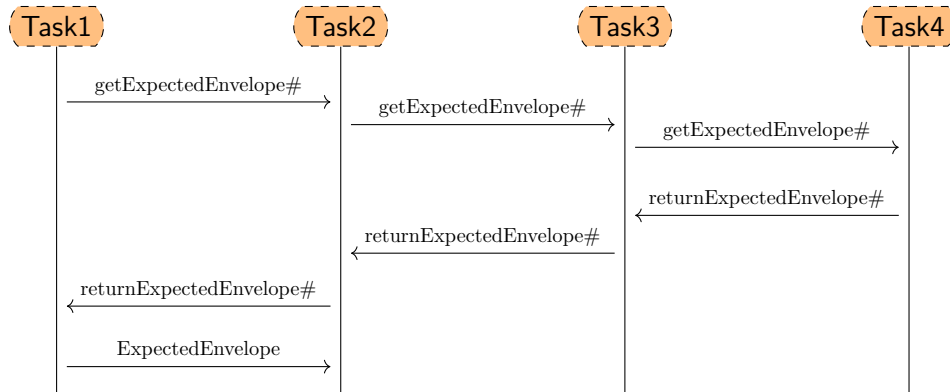 Task1
Task2
Task3
Task4
getExpectedEnvelope#
getExpectedEnvelope#
getExpectedEnvelope#
returnExpectedEnvelope#
returnExpectedEnvelope#
returnExpectedEnvelope#
ExpectedEnvelope